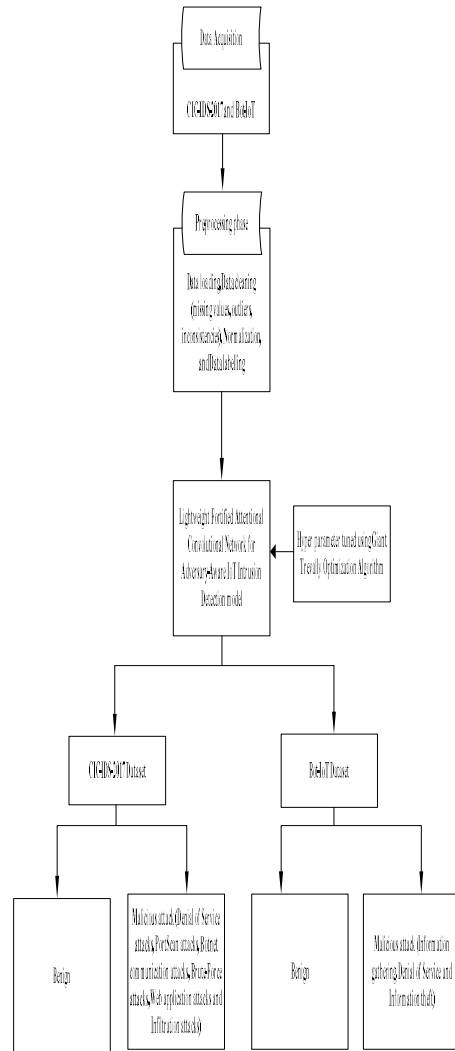 Data Acquisition
CIC-IDS-2017 and Bot-IoT
Preprocessing phase
Data loading, Data cleaning
(missing values, outliers,
inconsistencies), Normalization,
and Data labeling
Lightweight Fortified Attentional
Convolutional Network for
Adversary-Aware IoT Intrusion
Detection model
Hyper parameter tuned using Giant
Trevally Optimization Algorithm
CIC-IDS-2017 Dataset
Bot-IoT Dataset
Benign
Malicious attack (Denial of Service
attacks, PortScan attacks, Botnet
communication attacks, Brute-Force
attacks, Web application attacks and
Infiltration attacks)
Benign
Malicious attack (Information
gathering, Denial of Service and
Information theft)